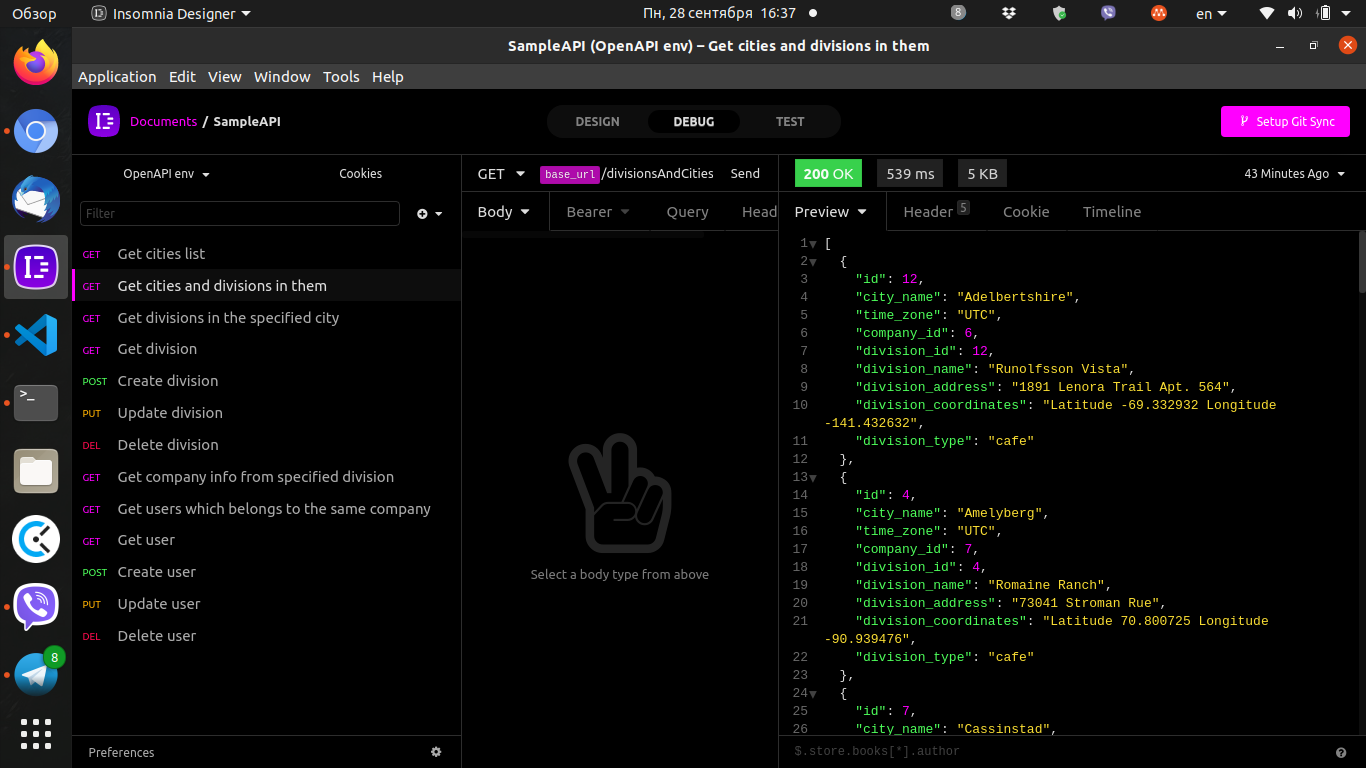 Обзор Insomnia Designer Пн, 28 сентября 16:37 8 en
SampleAPI (OpenAPI env) – Get cities and divisions in them
Application Edit View Window Tools Help
Documents / SampleAPI DESIGN DEBUG TEST Setup Git Sync
OpenAPI env Cookies GET base_url/divisionsAndCities Send 200 OK 539 ms 5 KB 43 Minutes Ago
Filter
Body Bearer Query Head Preview Header 5 Cookie Timeline
GET Get cities list
GET Get cities and divisions in them
GET Get divisions in the specified city
GET Get division
POST Create division
PUT Update division
DEL Delete division
GET Get company info from specified division
GET Get users which belongs to the same company
GET Get user
POST Create user
PUT Update user
DEL Delete user
Preferences
Select a body type from above
1 [
2 {
3 "id": 12,
4 "city_name": "Adelbertshire",
5 "time_zone": "UTC",
6 "company_id": 6,
7 "division_id": 12,
8 "division_name": "Runolfsson Vista",
9 "division_address": "1891 Lenora Trail Apt. 564",
10 "division_coordinates": "Latitude -69.332932 Longitude
-141.432632",
11 "division_type": "cafe"
12 },
13 {
14 "id": 4,
15 "city_name": "Amelyberg",
16 "time_zone": "UTC",
17 "company_id": 7,
18 "division_id": 4,
19 "division_name": "Romaine Ranch",
20 "division_address": "73041 Stroman Rue",
21 "division_coordinates": "Latitude 70.800725 Longitude
-90.939476",
22 "division_type": "cafe"
23 },
24 {
25 "id": 7,
26 "city_name": "Cassinstad",
$.store.books[*].author
>_
8